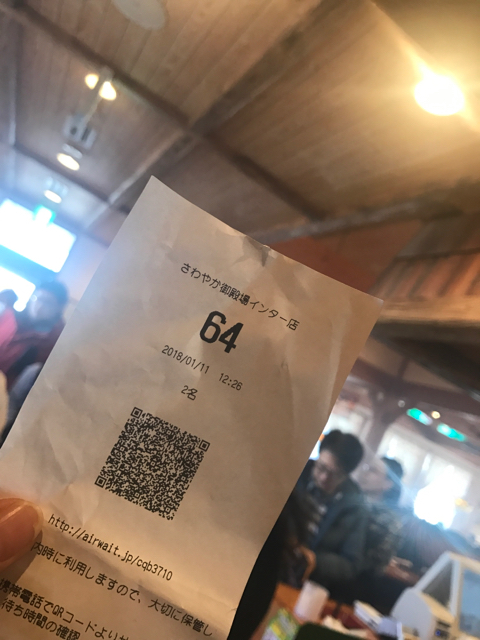 さわやか御殿場インター店
64
2018/01/11 12:26
2名
http://airwait.jp/cqb3710
内時に利用しますので、大切に保管し
携帯電話でQRコードより
待ち時間の確認